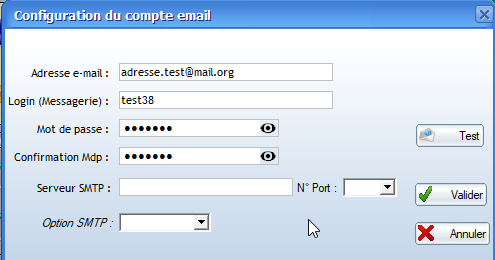 Configuration du compte email
Adresse e-mail : adresse.test@mail.org
Login (Messagerie) : test38
Mot de passe : •••••••
Test
Confirmation Mdp : •••••••
Serveur SMTP : N° Port :
Valider
Option SMTP :
Annuler